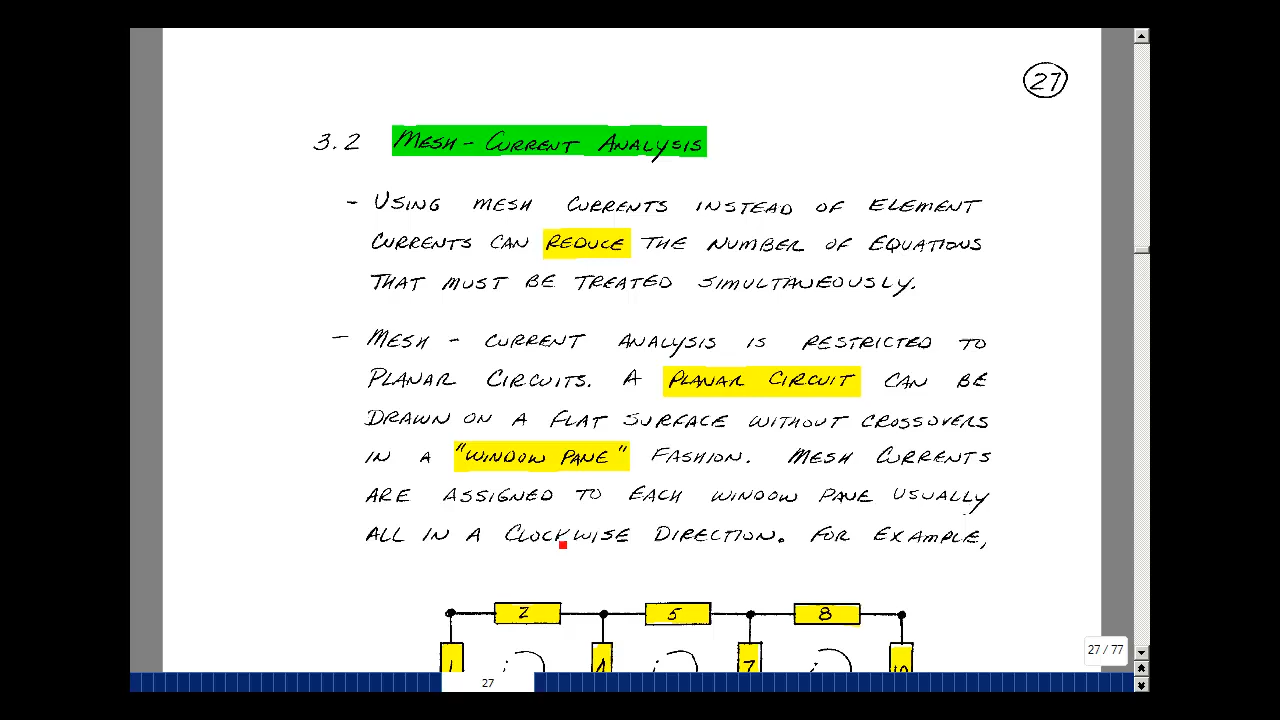 27
3.2 MESH - CURRENT ANALYSIS
- USING MESH CURRENTS INSTEAD OF ELEMENT
CURRENTS CAN REDUCE THE NUMBER OF EQUATIONS
THAT MUST BE TREATED SIMULTANEOUSLY.
- MESH - CURRENT ANALYSIS IS RESTRICTED TO
PLANAR CIRCUITS. A PLANAR CIRCUIT CAN BE
DRAWN ON A FLAT SURFACE WITHOUT CROSSOVERS
IN A "WINDOW PANE" FASHION. MESH CURRENTS
ARE ASSIGNED TO EACH WINDOW PANE USUALLY
ALL IN A CLOCKWISE DIRECTION. FOR EXAMPLE,
2 5 8
1 4 7 10
27 / 77
27